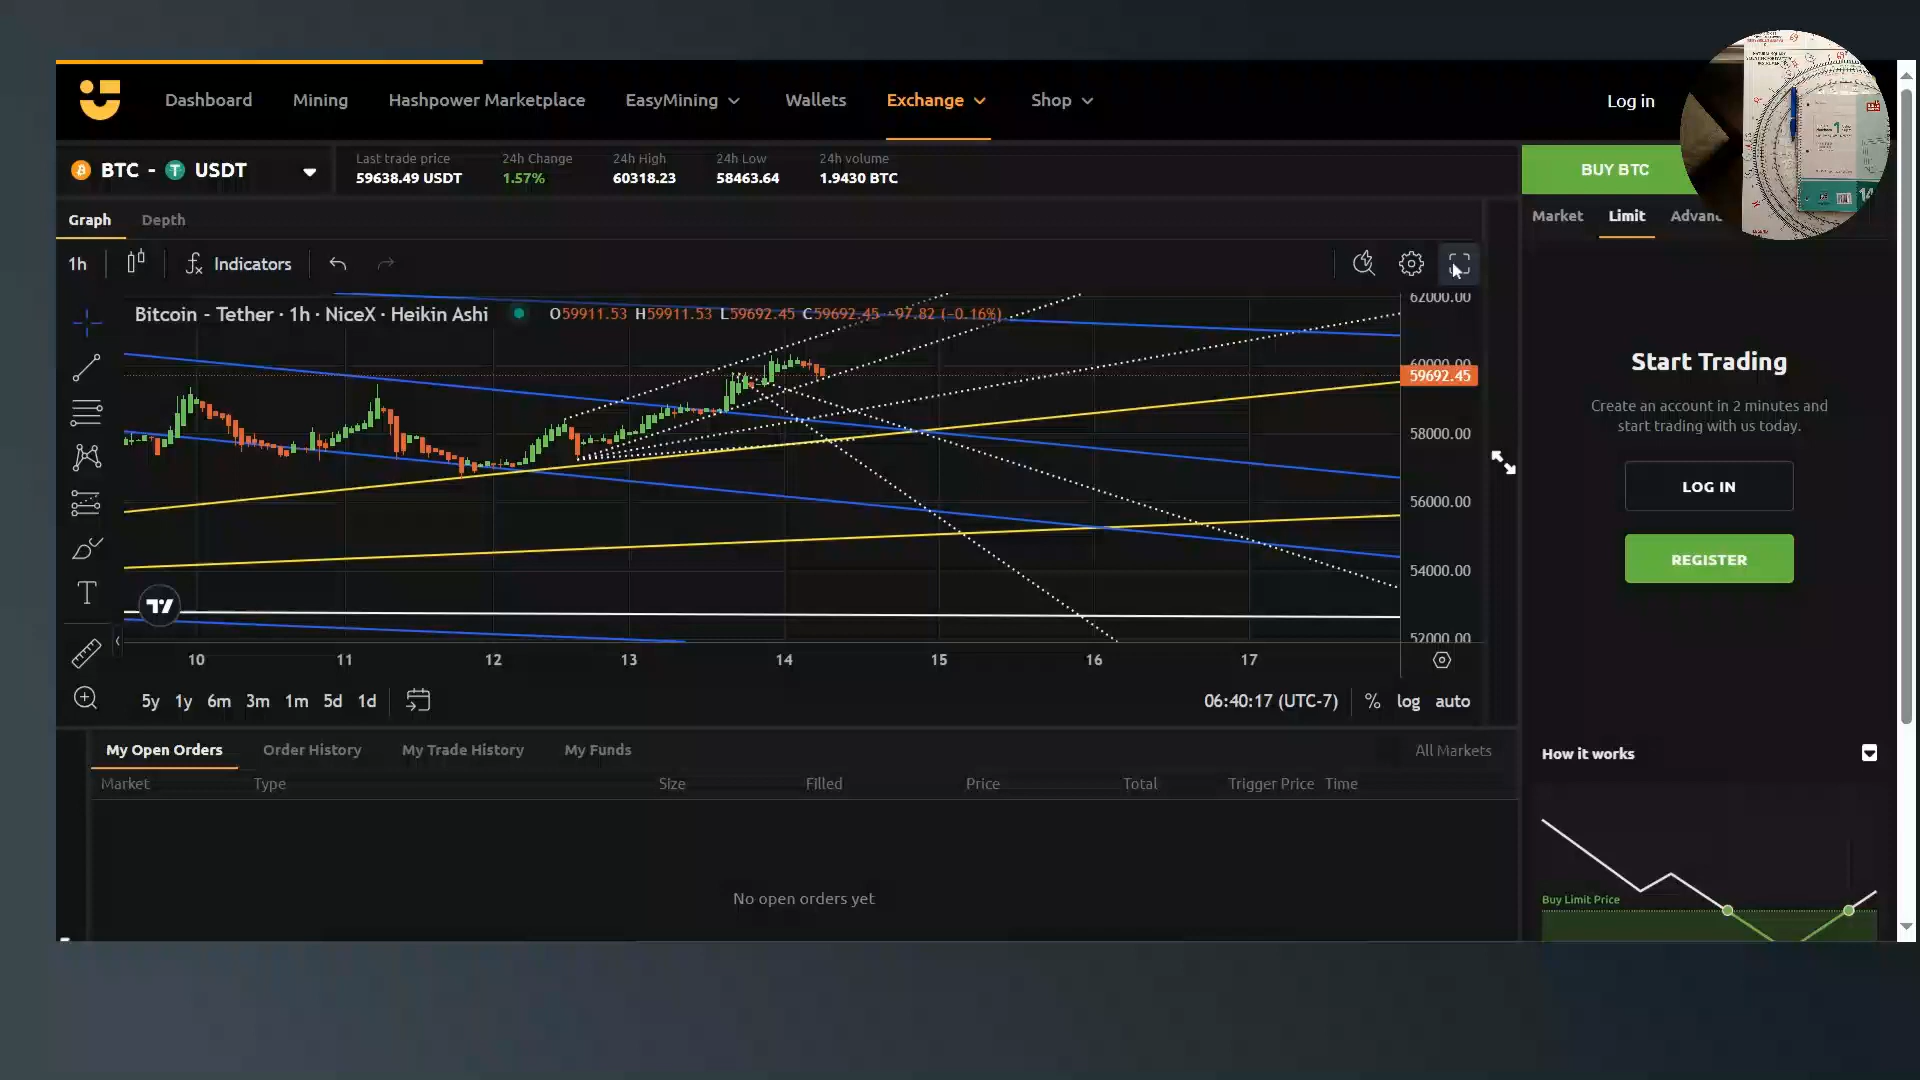 Dashboard Mining Hashpower Marketplace EasyMining Wallets Exchange Shop Log in
BTC - USDT
Last trade price 24h Change 24h High 24h Low 24h volume
59638.49 USDT 1.57% 60318.23 58463.64 1.9430 BTC
BUY BTC
Graph Depth
Market Limit Advanc
1h Indicators
Bitcoin - Tether · 1h · NiceX · Heikin Ashi O59911.53 H59911.53 L59692.45 C59692.45 -97.82 (-0.16%)
62000.00
60000.00
59692.45
58000.00
56000.00
54000.00
52000.00
10 11 12 13 14 15 16 17
5y 1y 6m 3m 1m 5d 1d 06:40:17 (UTC-7) % log auto
Start Trading
Create an account in 2 minutes and
start trading with us today.
LOG IN
REGISTER
My Open Orders Order History My Trade History My Funds All Markets
Market Type Size Filled Price Total Trigger Price Time
No open orders yet
How it works
Buy Limit Price